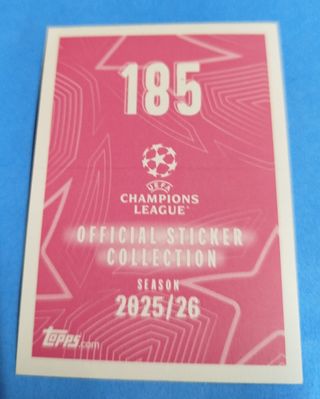 185
UEFA
CHAMPIONS
LEAGUE
OFFICIAL STICKER
COLLECTION
SEASON
2025/26
Topps.com